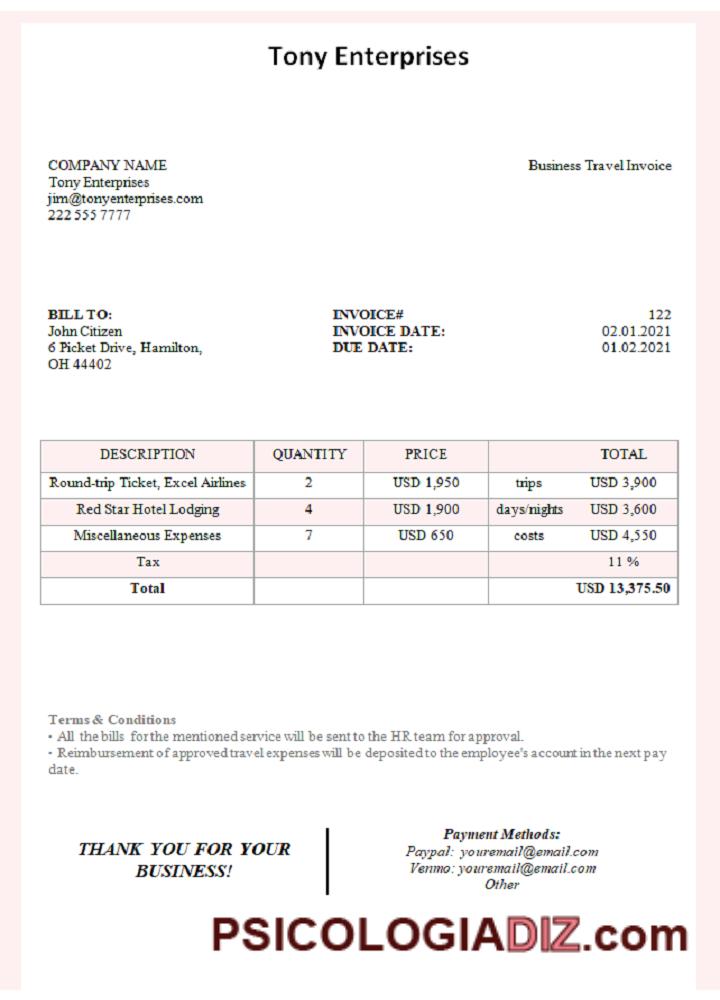 Tony Enterprises
COMPANY NAME
Tony Enterprises
jim@tonyenterprises.com
222 555 7777
Business Travel Invoice
BILL TO:
John Citizen
6 Picket Drive, Hamilton,
OH 44402
INVOICE# 122
INVOICE DATE: 02.01.2021
DUE DATE: 01.02.2021
DESCRIPTION QUANTITY PRICE TOTAL
Round-trip Ticket, Excel Airlines 2 USD 1,950 trips USD 3,900
Red Star Hotel Lodging 4 USD 1,900 days/nights USD 3,600
Miscellaneous Expenses 7 USD 650 costs USD 4,550
Tax 11 %
Total USD 13,375.50
Terms & Conditions
• All the bills for the mentioned service will be sent to the HR team for approval.
• Reimbursement of approved travel expenses will be deposited to the employee's account in the next pay
date.
THANK YOU FOR YOUR
BUSINESS!
Payment Methods:
Paypal: youremail@email.com
Venmo: youremail@email.com
Other
PSICOLOGIADIZ.com